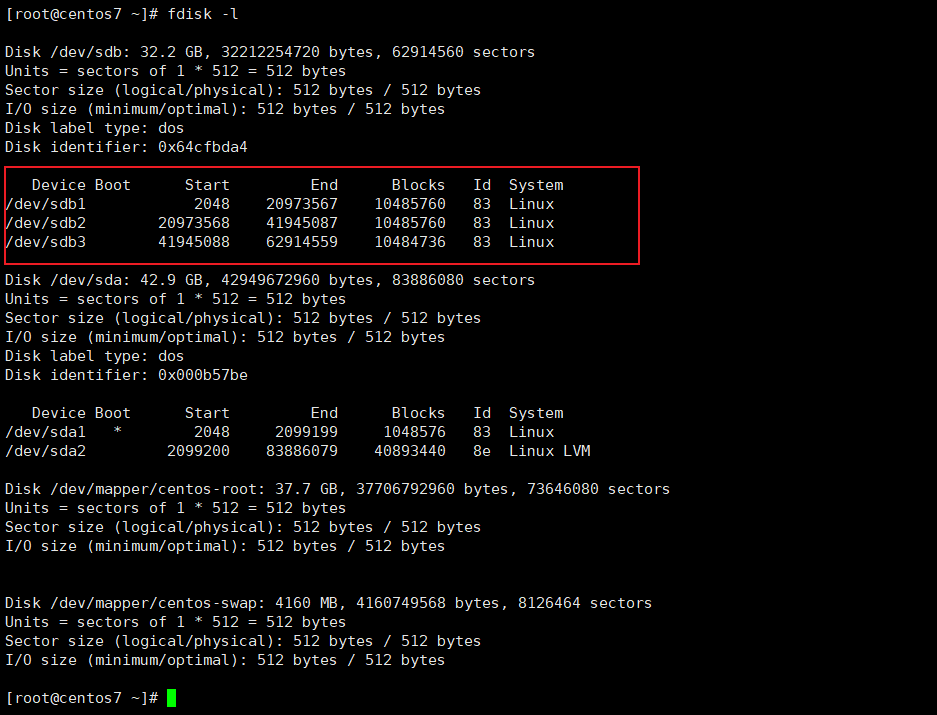 [root@centos7 ~]# fdisk -l
Disk /dev/sdb: 32.2 GB, 32212254720 bytes, 62914560 sectors
Units = sectors of 1 * 512 = 512 bytes
Sector size (logical/physical): 512 bytes / 512 bytes
I/O size (minimum/optimal): 512 bytes / 512 bytes
Disk label type: dos
Disk identifier: 0x64cfbda4
   Device Boot      Start         End      Blocks   Id  System
/dev/sdb1            2048    20973567    10485760   83  Linux
/dev/sdb2        20973568    41945087    10485760   83  Linux
/dev/sdb3        41945088    62914559    10484736   83  Linux
Disk /dev/sda: 42.9 GB, 42949672960 bytes, 83886080 sectors
Units = sectors of 1 * 512 = 512 bytes
Sector size (logical/physical): 512 bytes / 512 bytes
I/O size (minimum/optimal): 512 bytes / 512 bytes
Disk label type: dos
Disk identifier: 0x000b57be
   Device Boot      Start         End      Blocks   Id  System
/dev/sda1   *        2048     2099199     1048576   83  Linux
/dev/sda2         2099200    83886079    40893440   8e  Linux LVM
Disk /dev/mapper/centos-root: 37.7 GB, 37706792960 bytes, 73646080 sectors
Units = sectors of 1 * 512 = 512 bytes
Sector size (logical/physical): 512 bytes / 512 bytes
I/O size (minimum/optimal): 512 bytes / 512 bytes
Disk /dev/mapper/centos-swap: 4160 MB, 4160749568 bytes, 8126464 sectors
Units = sectors of 1 * 512 = 512 bytes
Sector size (logical/physical): 512 bytes / 512 bytes
I/O size (minimum/optimal): 512 bytes / 512 bytes
[root@centos7 ~]#